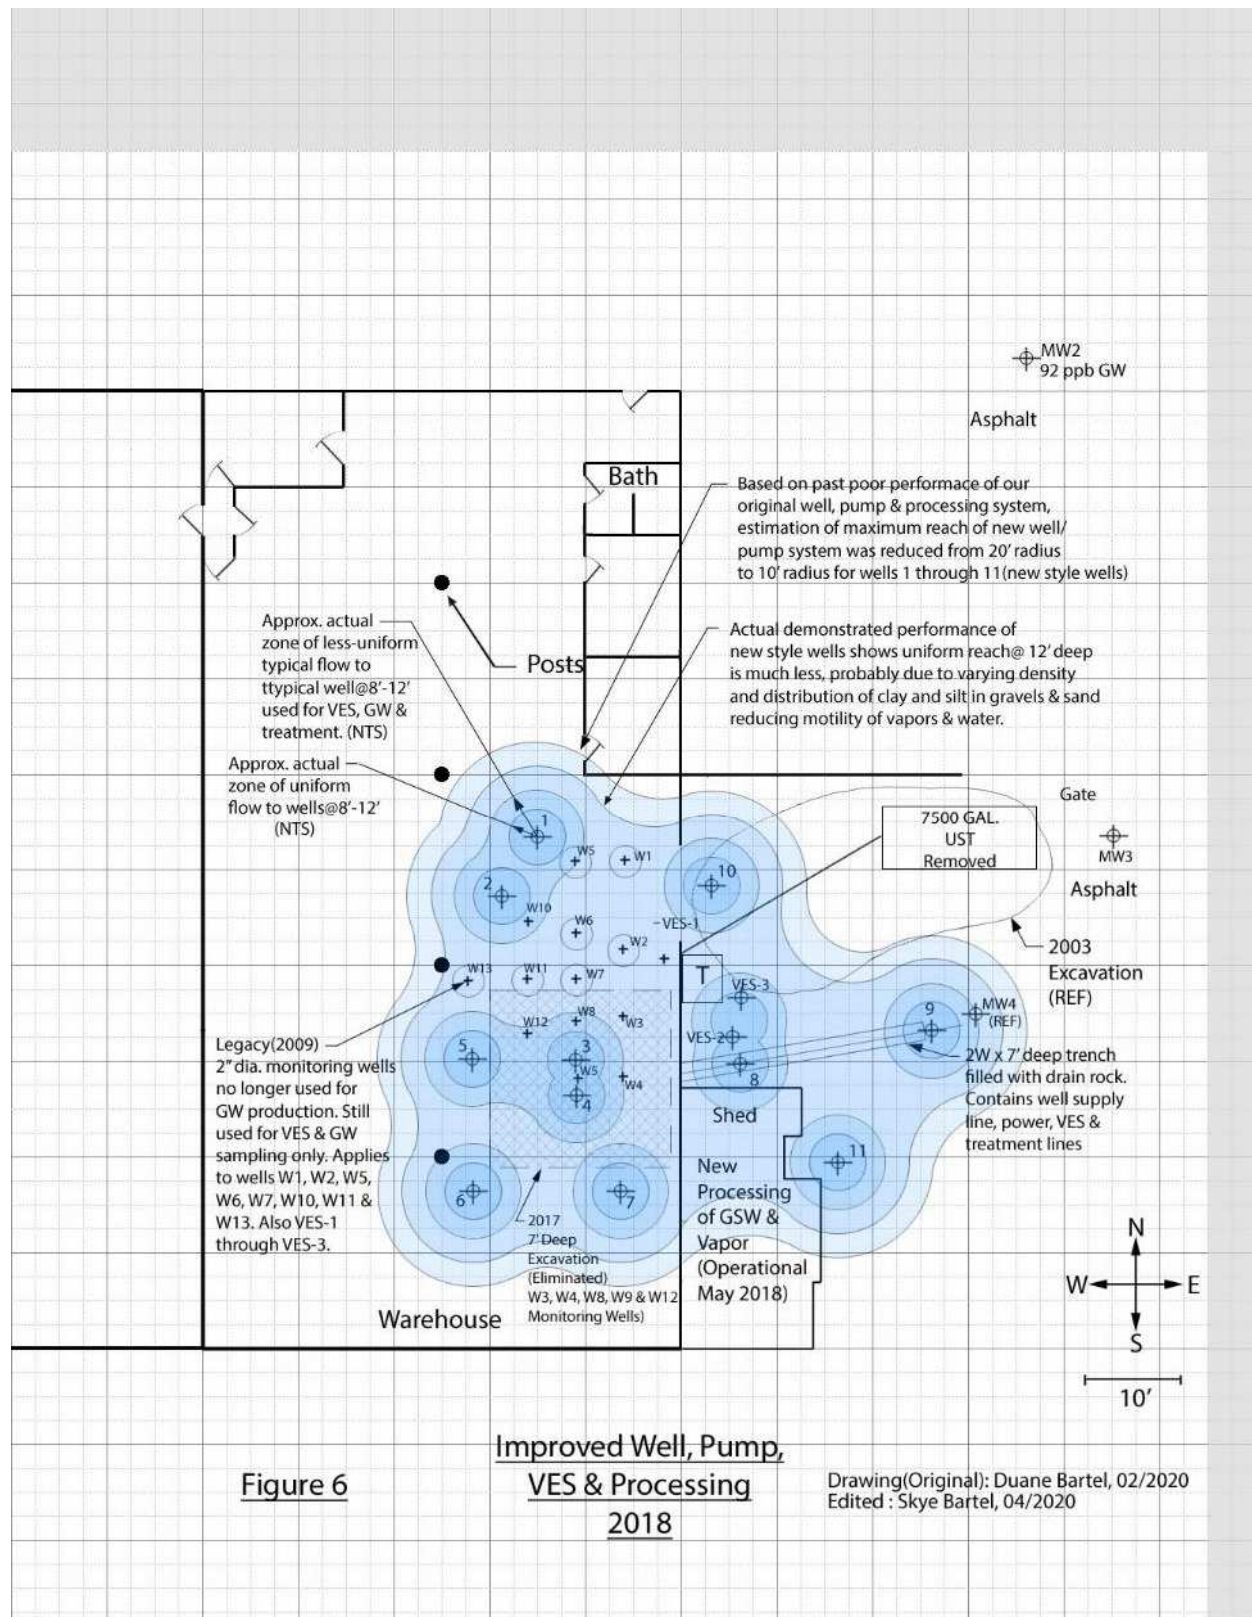 MW2
92 ppb GW
Asphalt
Bath
Based on past poor performace of our
original well, pump & processing system,
estimation of maximum reach of new well/
pump system was reduced from 20' radius
to 10' radius for wells 1 through 11(new style wells)
Approx. actual
zone of less-uniform
typical flow to
ttypical well@8'-12'
used for VES, GW &
treatment. (NTS)
Posts
Actual demonstrated performance of
new style wells shows uniform reach@ 12' deep
is much less, probably due to varying density
and distribution of clay and silt in gravels & sand
reducing motility of vapors & water.
Approx. actual
zone of uniform
flow to wells@8'-12'
(NTS)
Gate
7500 GAL.
UST
Removed
MW3
Asphalt
1
W5
W1
10
2
W10
W6
VES-1
W2
2003
Excavation
(REF)
W13
W11
W7
T
VES-3
MW4
(REF)
9
W8
W3
W12
VES-2
5
3
W5
W4
8
4
Legacy(2009)
2" dia. monitoring wells
no longer used for
GW production. Still
used for VES & GW
sampling only. Applies
to wells W1, W2, W5,
W6, W7, W10, W11 &
W13. Also VES-1
through VES-3.
2W x 7' deep trench
filled with drain rock.
Contains well supply
line, power, VES &
treatment lines
Shed
11
6
7
New
Processing
of GSW &
Vapor
(Operational
May 2018)
2017
7' Deep
Excavation
(Eliminated)
W3, W4, W8, W9 & W12
Monitoring Wells)
Warehouse
N
W
E
S
10'
Improved Well, Pump,
VES & Processing
2018
Figure 6
Drawing(Original): Duane Bartel, 02/2020
Edited : Skye Bartel, 04/2020